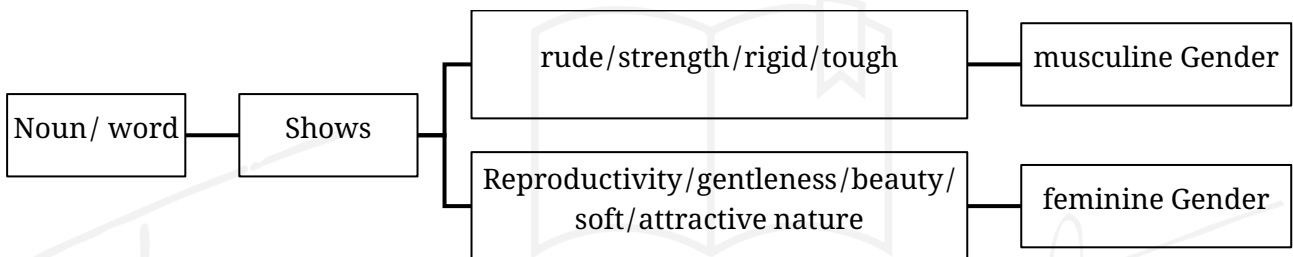 Noun/ word
Shows
rude/strength/rigid/tough
musculine Gender
Reproductivity/gentleness/beauty/
soft/attractive nature
feminine Gender